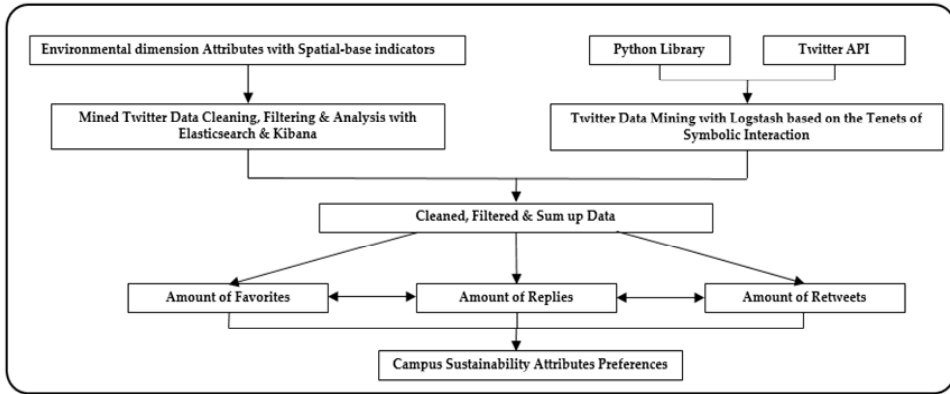 Environmental dimension Attributes with Spatial-base indicators
Python Library
Twitter API
Mined Twitter Data Cleaning, Filtering & Analysis with
Elasticsearch & Kibana
Twitter Data Mining with Logstash based on the Tenets of
Symbolic Interaction
Cleaned, Filtered & Sum up Data
Amount of Favorites
Amount of Replies
Amount of Retweets
Campus Sustainability Attributes Preferences